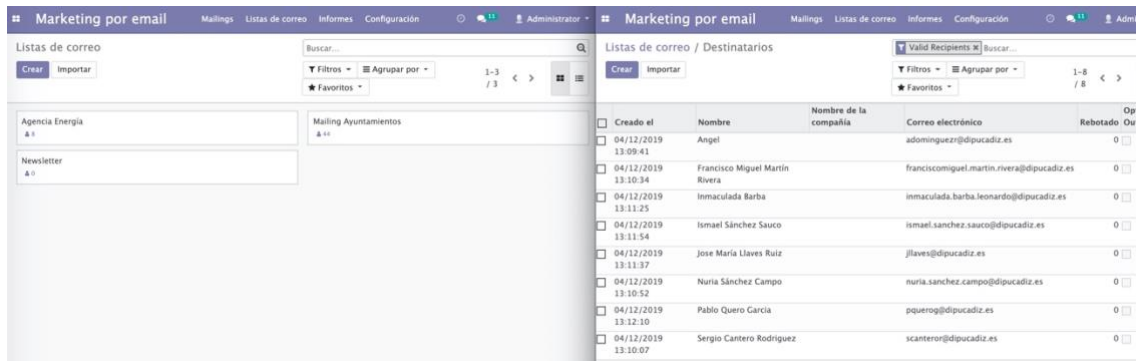 Marketing por email Mailings Listas de correo Informes Configuración 11 Administrator
Listas de correo Buscar...
Crear Importar Filtros Agrupar por 1-3
Favoritos / 3
Agencia Energía Mailing Ayuntamientos
8 44
Newsletter
0
Marketing por email Mailings Listas de correo Informes Configuración 11 Admi
Listas de correo / Destinatarios Valid Recipients x Buscar...
Crear Importar Filtros Agrupar por 1-8
Favoritos / 8
Nombre de la Op
Creado el Nombre compañía Correo electrónico Rebotado Ou
04/12/2019 Angel adominguezr@dipucadiz.es 0
13:09:41
04/12/2019 Francisco Miguel Martín franciscomiguel.martin.rivera@dipucadiz.es 0
13:10:34 Rivera
04/12/2019 Inmaculada Barba inmaculada.barba.leonardo@dipucadiz.es 0
13:11:25
04/12/2019 Ismael Sánchez Sauco ismael.sanchez.sauco@dipucadiz.es 0
13:11:54
04/12/2019 Jose María Llaves Ruiz jllaves@dipucadiz.es 0
13:11:37
04/12/2019 Nuria Sánchez Campo nuria.sanchez.campo@dipucadiz.es 0
13:10:52
04/12/2019 Pablo Quero Garcia pquerog@dipucadiz.es 0
13:12:10
04/12/2019 Sergio Cantero Rodriguez scanteror@dipucadiz.es 0
13:10:07